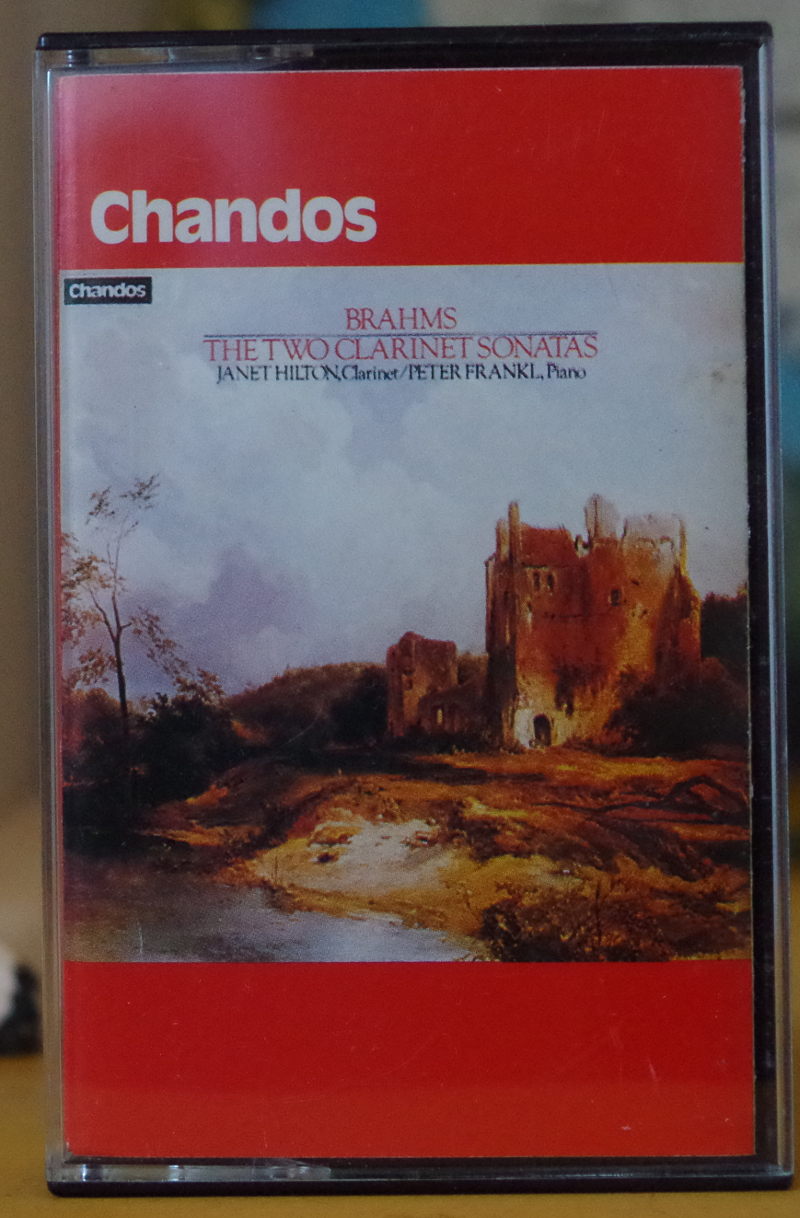 Chandos
Chandos
BRAHMS
THE TWO CLARINET SONATAS
JANET HILTON, Clarinet/PETER FRANKL, Piano